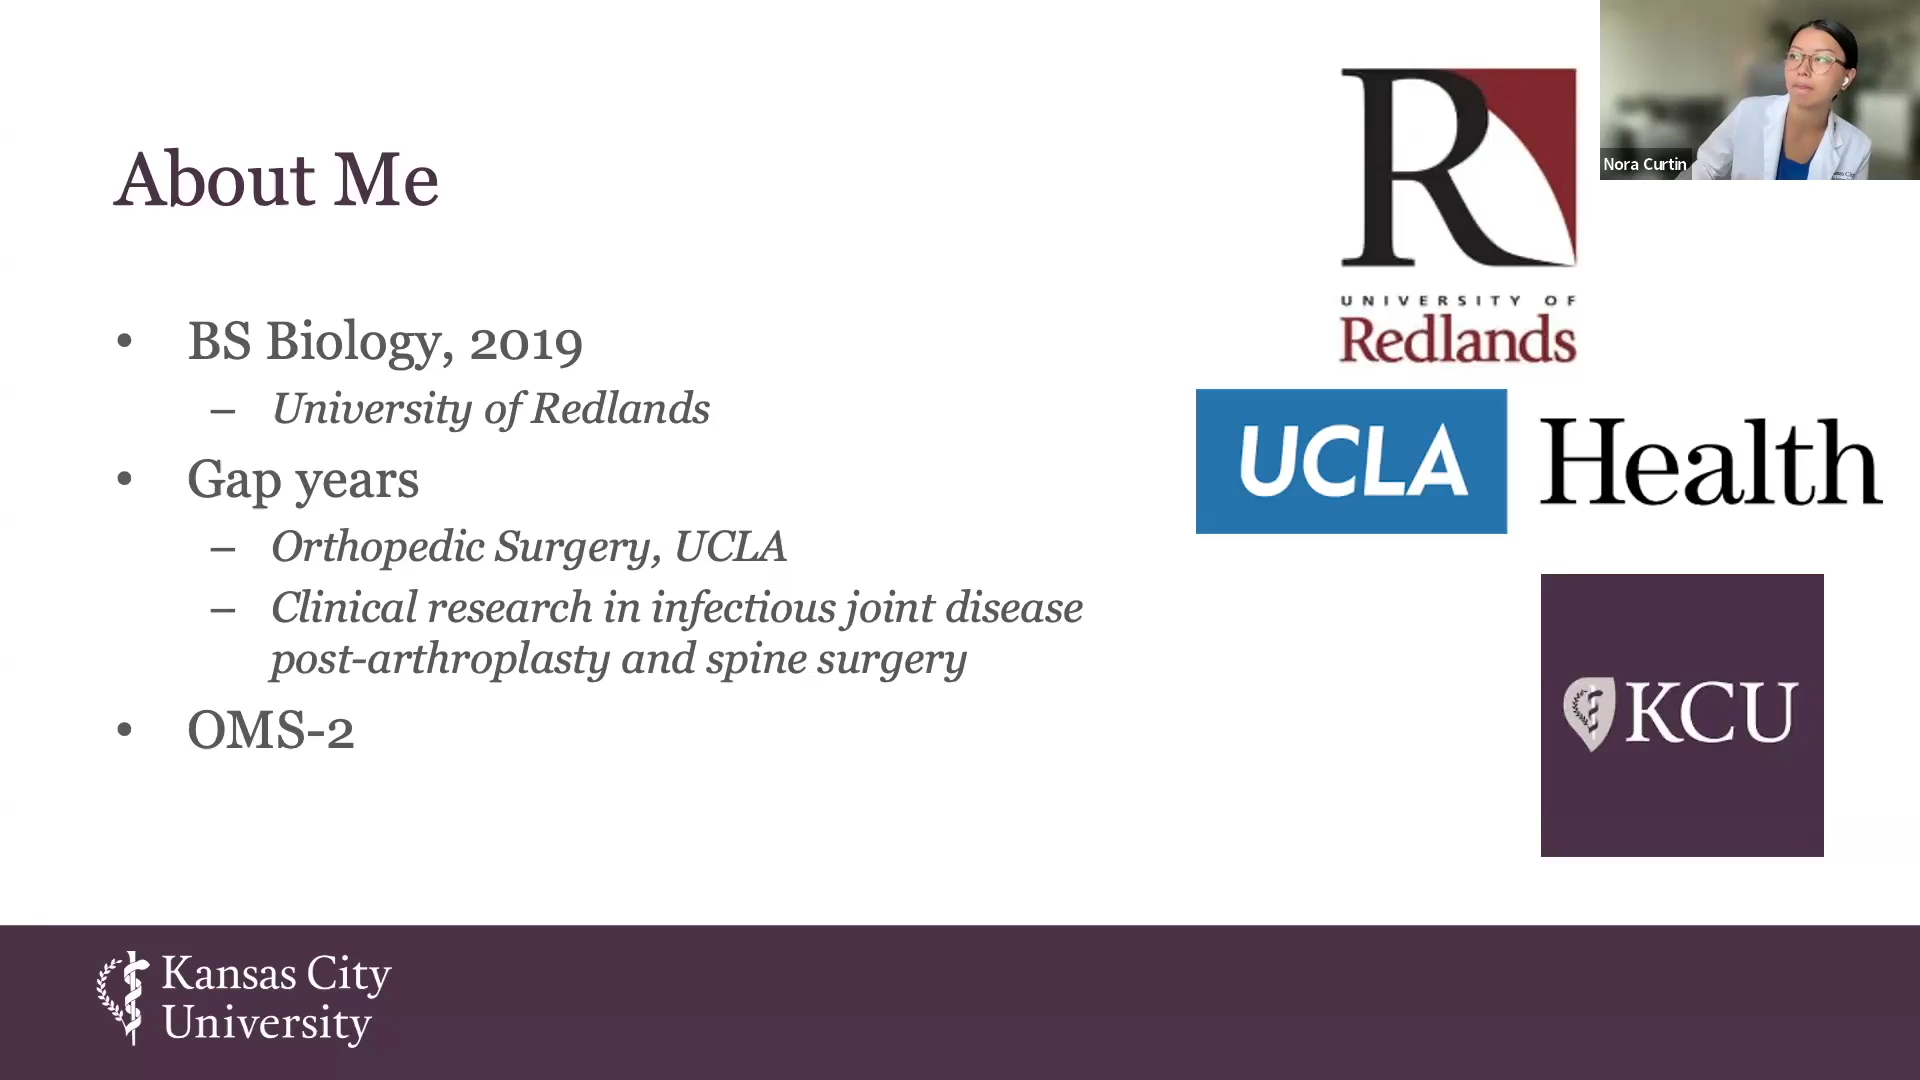 About Me
• BS Biology, 2019
– University of Redlands
• Gap years
– Orthopedic Surgery, UCLA
– Clinical research in infectious joint disease
post-arthroplasty and spine surgery
• OMS-2
R
UNIVERSITY OF
Redlands
UCLA Health
KCU
Nora Curtin
Kansas City
University